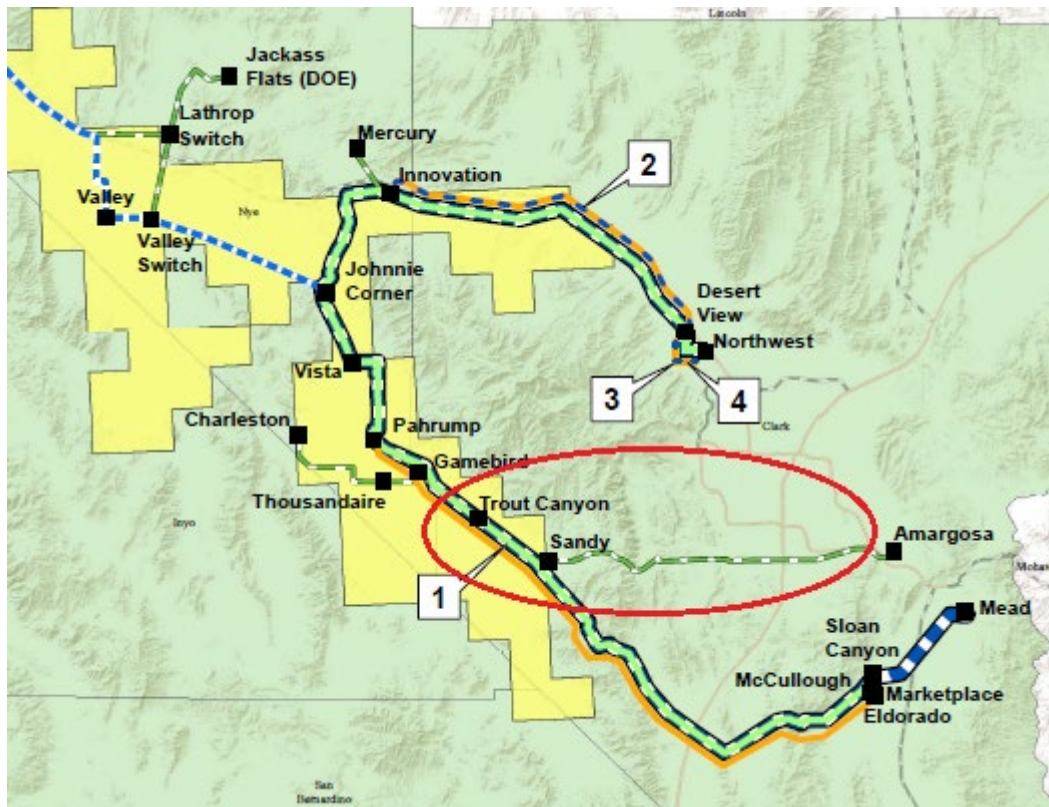 Lincoln
Jackass
Flats (DOE)
Lathrop
Switch
Mercury
Innovation
2
Valley
Nye
Valley
Switch
Johnnie
Corner
Desert
View
Northwest
Vista
3
4
Charleston
Pahrump
Clark
Gamebird
Thousandaire
Trout Canyon
Inyo
Sandy
Amargosa
1
Mead
Sloan
Canyon
McCullough
Marketplace
Eldorado
San
Bernardino